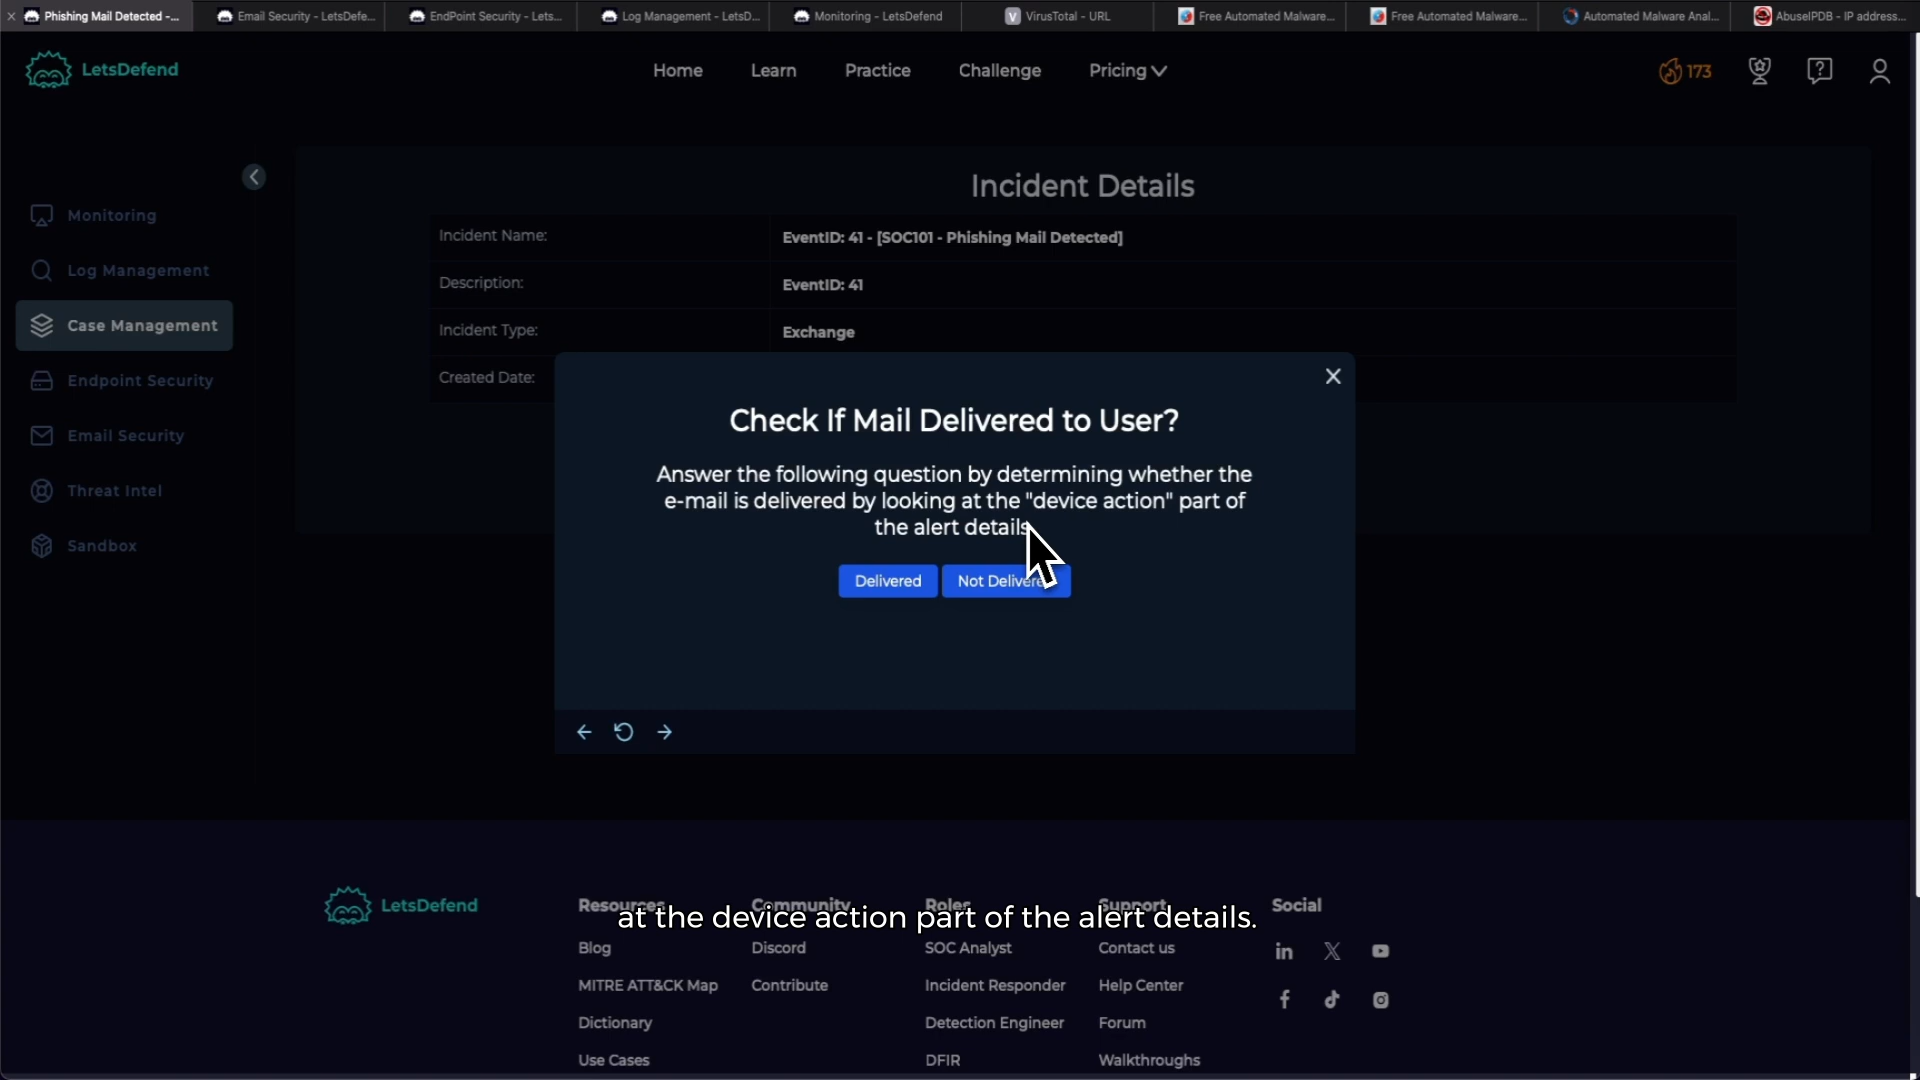 Phishing Mail Detected -...
Email Security - LetsDefe...
EndPoint Security - Lets...
Log Management - LetsD...
Monitoring - LetsDefend
VirusTotal - URL
Free Automated Malware...
Free Automated Malware...
Automated Malware Anal...
AbuseIPDB - IP address...
LetsDefend
Home
Learn
Practice
Challenge
Pricing
173
Monitoring
Log Management
Case Management
Endpoint Security
Email Security
Threat Intel
Sandbox
Incident Details
Incident Name:
EventID: 41 - [SOC101 - Phishing Mail Detected]
Description:
EventID: 41
Incident Type:
Exchange
Created Date:
Check If Mail Delivered to User?
Answer the following question by determining whether the
e-mail is delivered by looking at the "device action" part of
the alert details
Delivered
Not Delivered
LetsDefend
Resources
Community
Roles
Support
Social
at the device action part of the alert details.
Blog
Discord
SOC Analyst
Contact us
MITRE ATT&CK Map
Contribute
Incident Responder
Help Center
Dictionary
Detection Engineer
Forum
Use Cases
DFIR
Walkthroughs